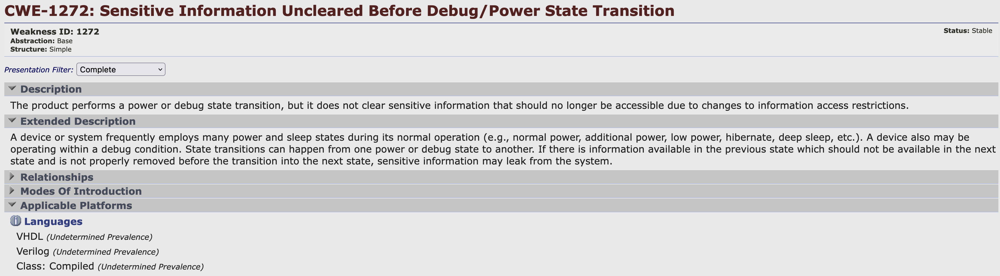 CWE-1272: Sensitive Information Uncleared Before Debug/Power State Transition
Weakness ID: 1272
Status: Stable
Abstraction: Base
Structure: Simple
Presentation Filter: Complete
Description
The product performs a power or debug state transition, but it does not clear sensitive information that should no longer be accessible due to changes to information access restrictions.
Extended Description
A device or system frequently employs many power and sleep states during its normal operation (e.g., normal power, additional power, low power, hibernate, deep sleep, etc.). A device also may be
operating within a debug condition. State transitions can happen from one power or debug state to another. If there is information available in the previous state which should not be available in the next
state and is not properly removed before the transition into the next state, sensitive information may leak from the system.
Relationships
Modes Of Introduction
Applicable Platforms
Languages
VHDL (Undetermined Prevalence)
Verilog (Undetermined Prevalence)
Class: Compiled (Undetermined Prevalence)